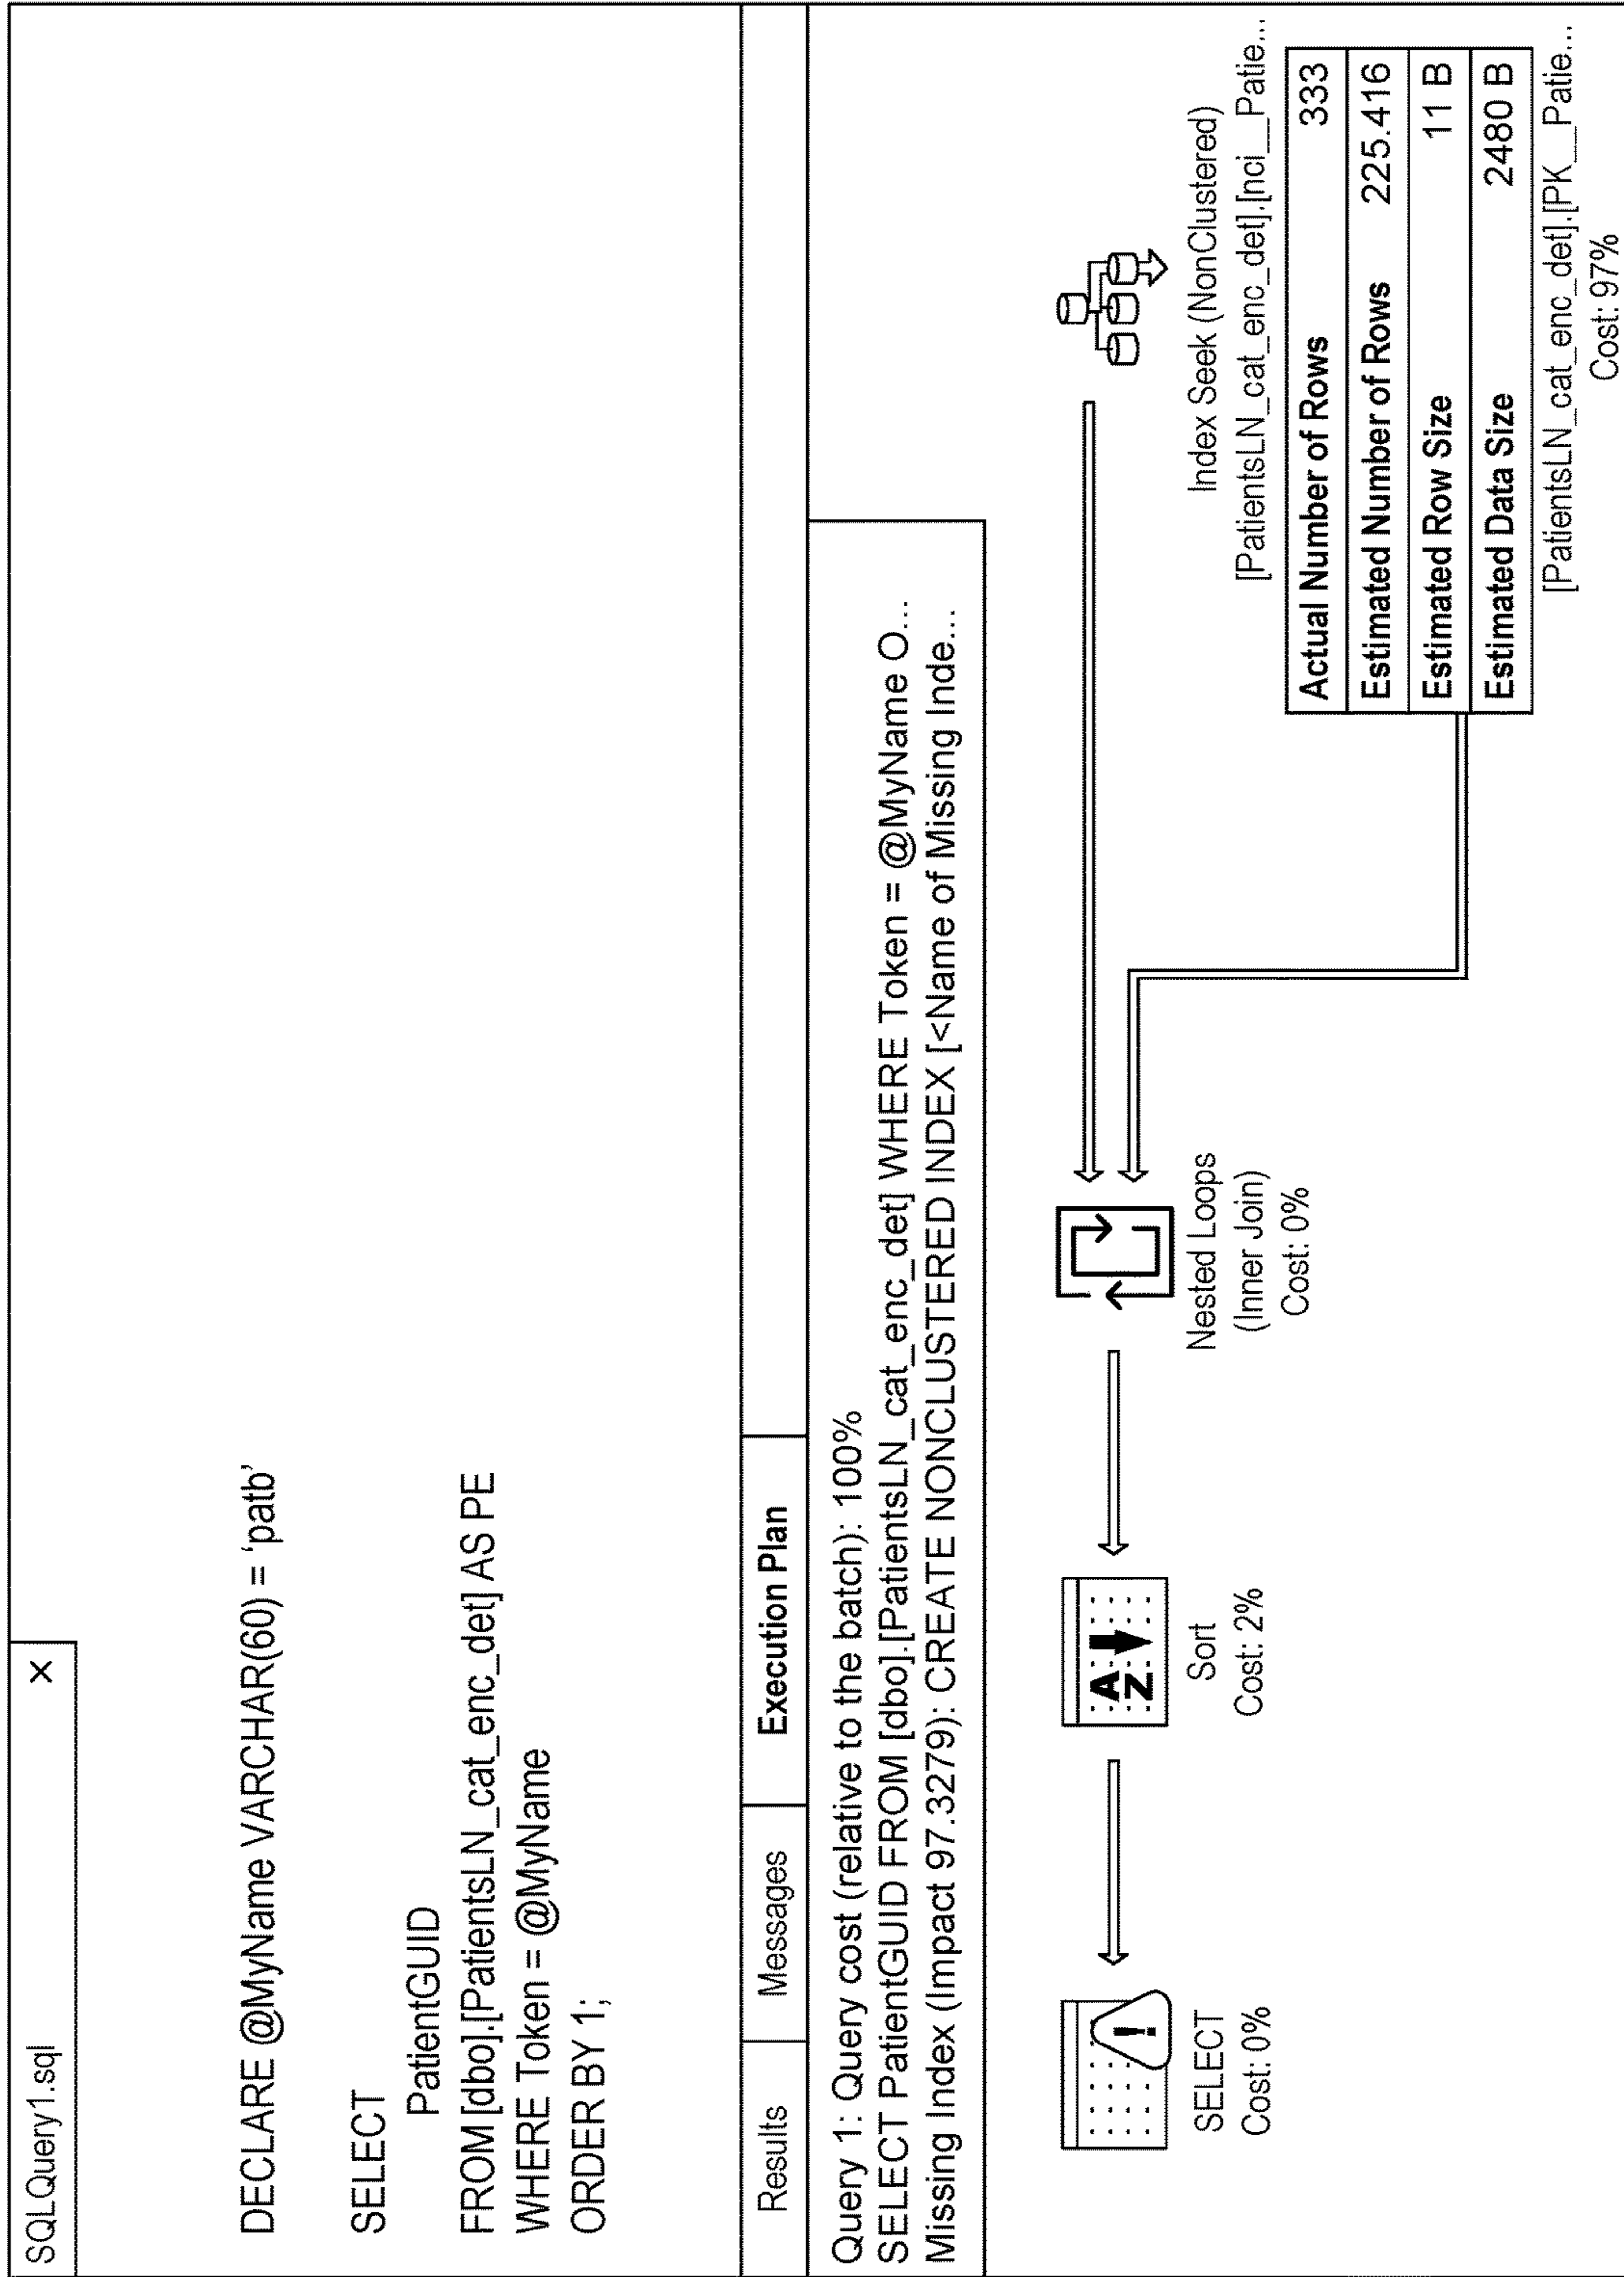 SQLQuery1.sql X
DECLARE @MyName VARCHAR(60) = ‘patb’
SELECT
PatientGUID
FROM [dbo].[PatientsLN_cat_enc_det] AS PE
WHERE Token = @MyName
ORDER BY 1;
Results Messages Execution Plan
Query 1: Query cost (relative to the batch): 100%
SELECT PatientGUID FROM [dbo].[PatientsLN_cat_enc_det] WHERE Token = @MyName O...
Missing Index (Impact 97.3279): CREATE NONCLUSTERED INDEX [<Name of Missing Inde...
SELECT
Cost: 0%
A
Z
Sort
Cost: 2%
Nested Loops
(Inner Join)
Cost: 0%
Index Seek (NonClustered)
[PatientsLN_cat_enc_det].[nci__Patie...
Actual Number of Rows 333
Estimated Number of Rows 225.416
Estimated Row Size 11 B
Estimated Data Size 2480 B
[PatientsLN_cat_enc_det].[PK__Patie...
Cost: 97%